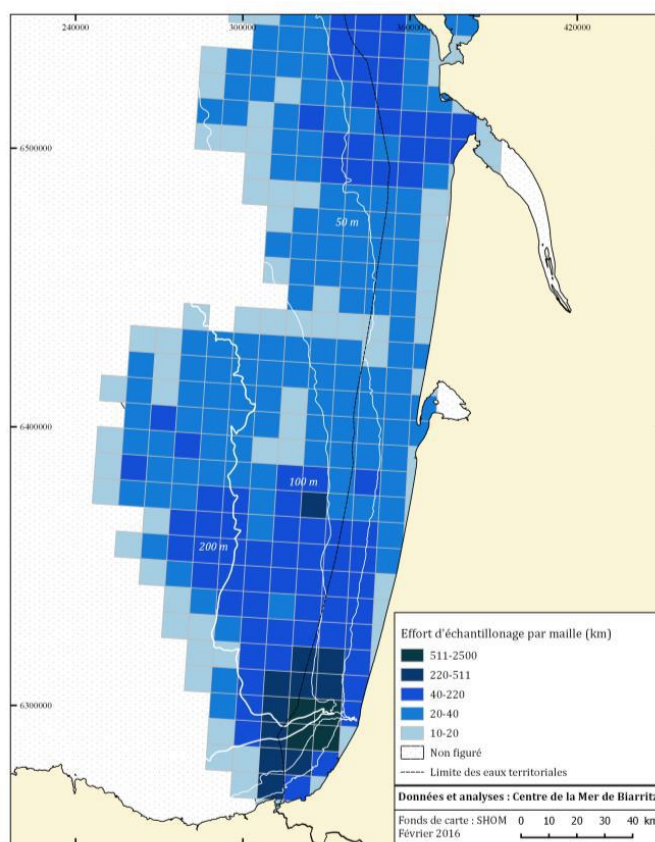 240000 300000 360000 420000
6500000
50 m
6400000
100 m
200 m
6300000
Effort d'échantillonage par maille (km)
511-2500
220-511
40-220
20-40
10-20
Non figuré
Limite des eaux territoriales
Données et analyses : Centre de la Mer de Biarritz
Fonds de carte : SHOM
Février 2016
0 10 20 40 km